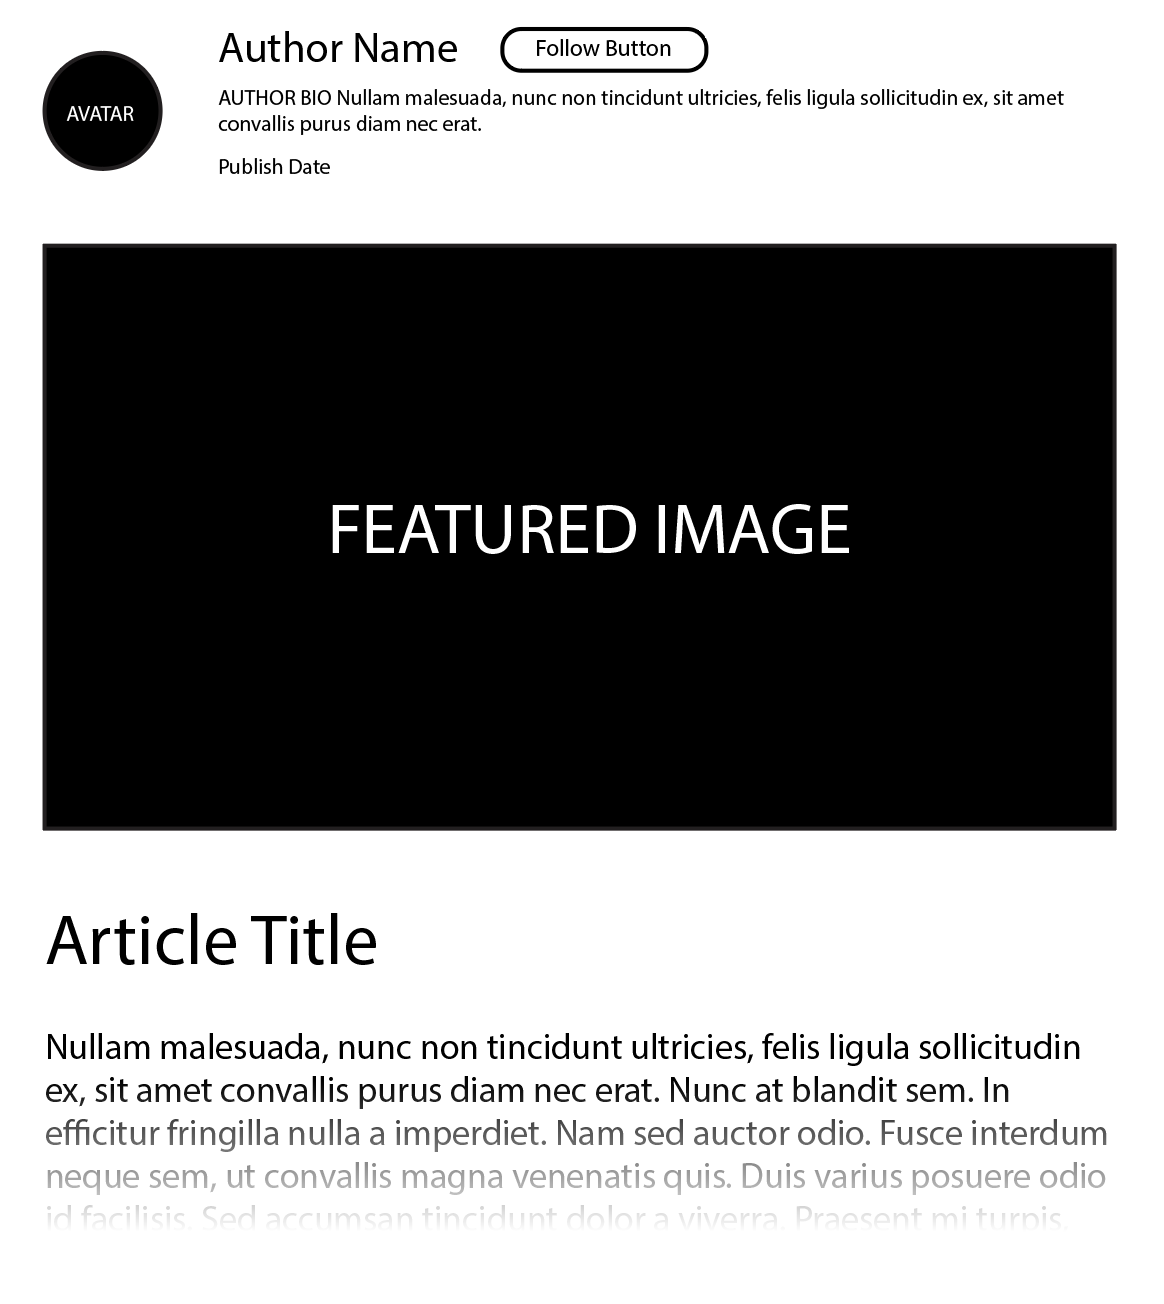 Author Name
Follow Button
AVATAR
AUTHOR BIO Nullam malesuada, nunc non tincidunt ultricies, felis ligula sollicitudin ex, sit amet
convallis purus diam nec erat.
Publish Date
FEATURED IMAGE
Article Title
Nullam malesuada, nunc non tincidunt ultricies, felis ligula sollicitudin
ex, sit amet convallis purus diam nec erat. Nunc at blandit sem. In
efficitur fringilla nulla a imperdiet. Nam sed auctor odio. Fusce interdum
neque sem, ut convallis magna venenatis quis. Duis varius posuere odio
id facilisis. Sed accumsan tincidunt dolor a viverra. Praesent mi turpis.